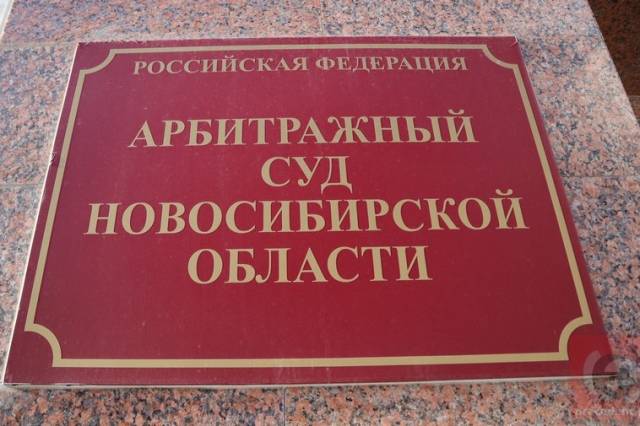 РОССИЙСКАЯ ФЕДЕРАЦИЯ
АРБИТРАЖНЫЙ
СУД
НОВОСИБИРСКОЙ
ОБЛАСТИ